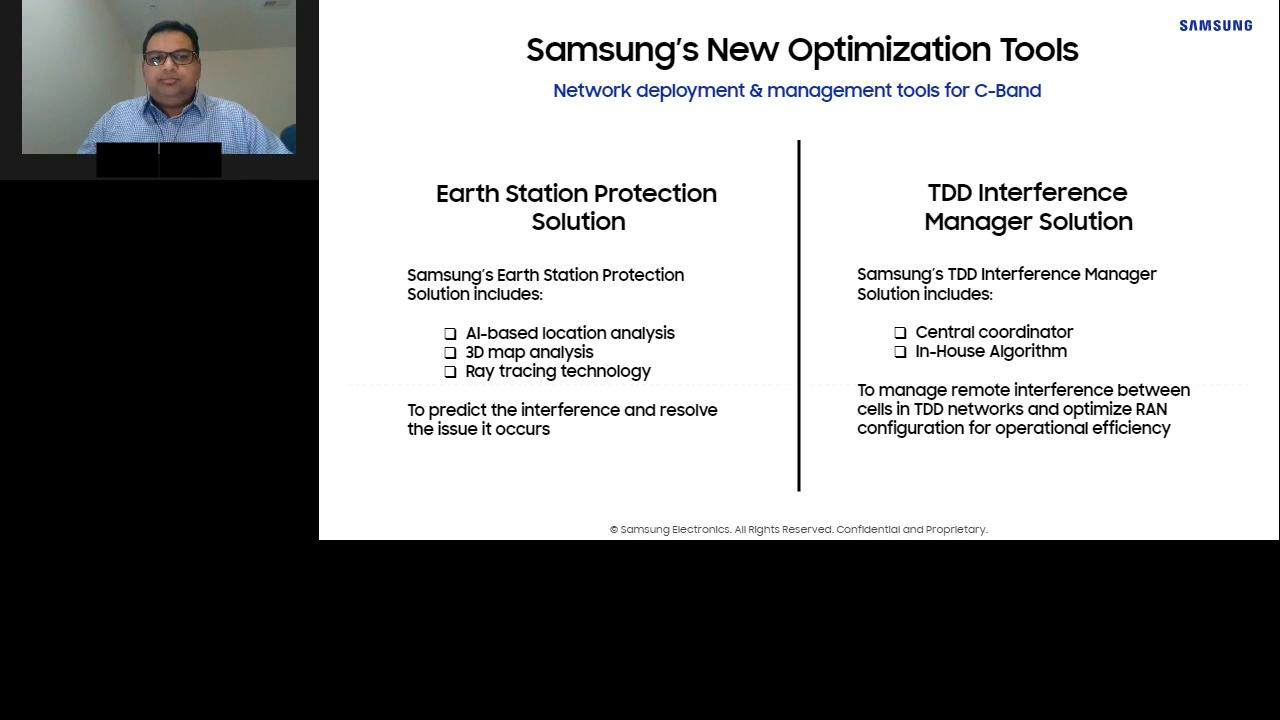 SAMSUNG
Samsung's New Optimization Tools
Network deployment & management tools for C-Band
Earth Station Protection
Solution
Samsung's Earth Station Protection
Solution includes:
❑ AI-based location analysis
❑ 3D map analysis
❑ Ray tracing technology
To predict the interference and resolve
the issue it occurs
TDD Interference
Manager Solution
Samsung's TDD Interference Manager
Solution includes:
❑ Central coordinator
❑ In-House Algorithm
To manage remote interference between
cells in TDD networks and optimize RAN
configuration for operational efficiency
© Samsung Electronics. All Rights Reserved. Confidential and Proprietary.